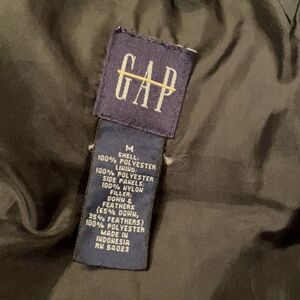 GAP
M
SHELL:
100% POLYESTER
LINING:
100% POLYESTER
SIDE PANELS:
100% NYLON
FILLER:
DOWN &
FEATHERS
(65% DOWN,
35% FEATHERS)
100% POLYESTER
MADE IN
INDONESIA
RN 54023